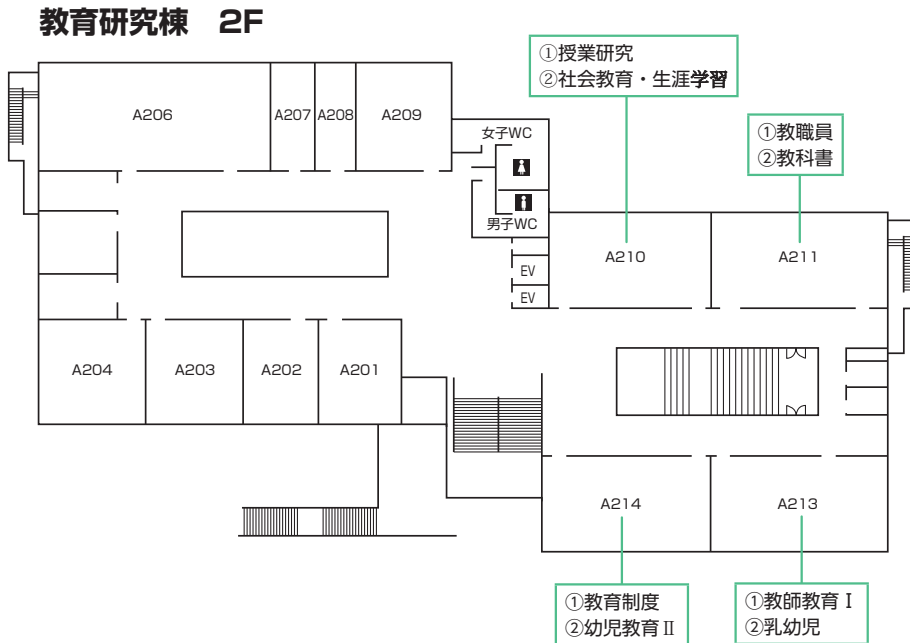 教育研究棟 2F
①授業研究
②社会教育・生涯学習
①教職員
②教科書
A206
A207
A208
A209
女子WC
男子WC
EV
EV
A210
A211
A204
A203
A202
A201
A214
A213
①教育制度
②幼児教育Ⅱ
①教師教育Ⅰ
②乳幼児